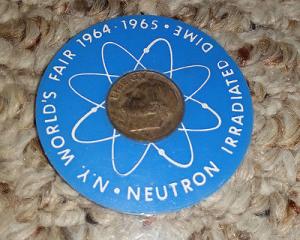 N.Y. WORLD'S FAIR 1964 - 1965 •
NEUTRON IRRADIATED DIME •